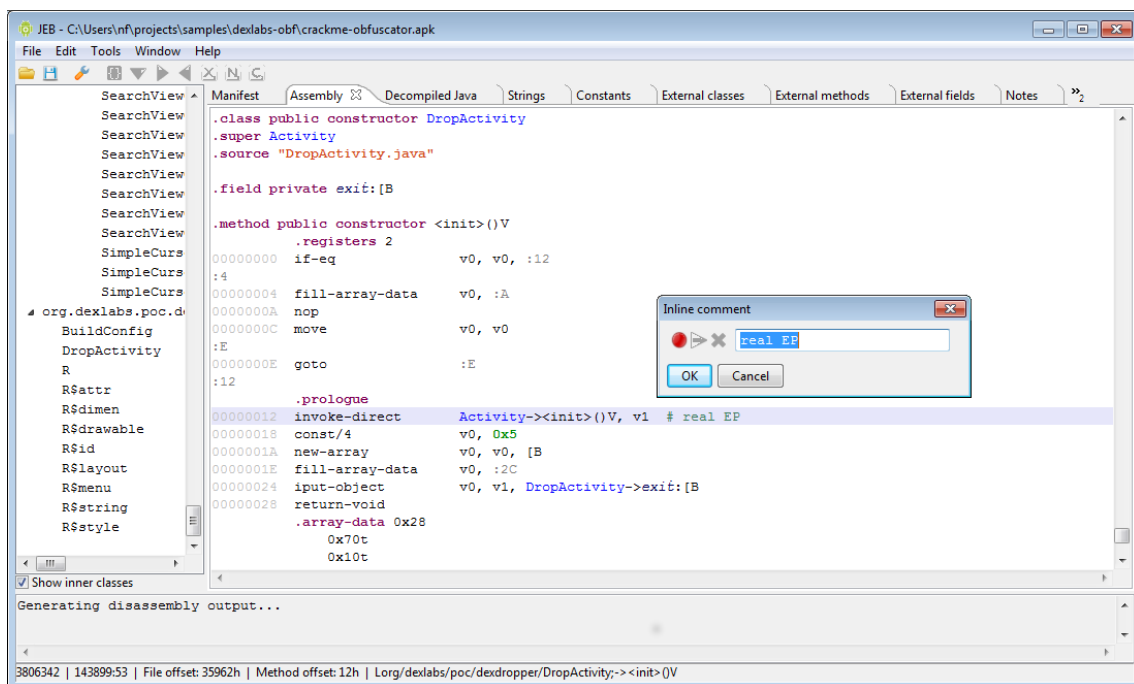 JEB - C:\Users\nf\projects\samples\dexlabs-obf\crackme-obfuscator.apk
File Edit Tools Window Help
SearchView
SearchView
SearchView
SearchView
SearchView
SearchView
SearchView
SearchView
SimpleCurs
SimpleCurs
SimpleCurs
org.dexlabs.poc.d
BuildConfig
DropActivity
R
R$attr
R$dimen
R$drawable
R$id
R$layout
R$menu
R$string
R$style
Show inner classes
Manifest Assembly Decompiled Java Strings Constants External classes External methods External fields Notes »2
.class public constructor DropActivity
.super Activity
.source "DropActivity.java"
.field private exiṫ:[B
.method public constructor <init>()V
.registers 2
00000000 if-eq v0, v0, :12
:4
00000004 fill-array-data v0, :A
0000000A nop
0000000C move v0, v0
:E
0000000E goto :E
:12
.prologue
00000012 invoke-direct Activity-><init>()V, v1 # real EP
00000018 const/4 v0, 0x5
0000001A new-array v0, v0, [B
0000001E fill-array-data v0, :2C
00000024 iput-object v0, v1, DropActivity->exiṫ:[B
00000028 return-void
.array-data 0x28
0x70t
0x10t
Inline comment
real EP
OK Cancel
Generating disassembly output...
3806342 | 143899:53 | File offset: 35962h | Method offset: 12h | Lorg/dexlabs/poc/dexdropper/DropActivity;-><init>()V